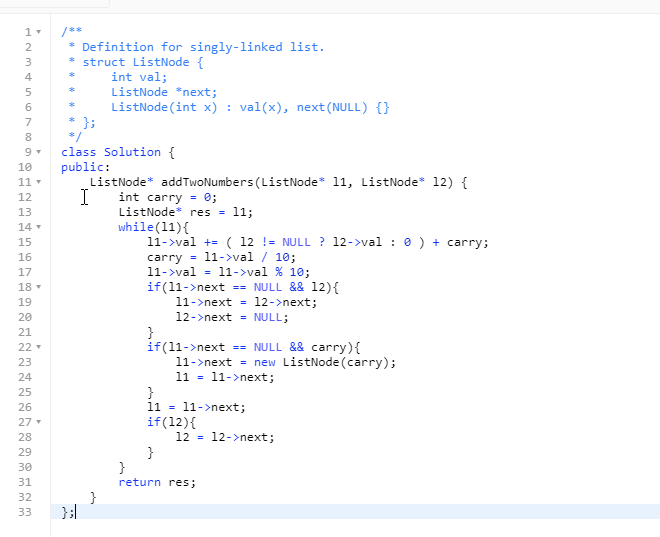 1 /**
2  * Definition for singly-linked list.
3  * struct ListNode {
4  *     int val;
5  *     ListNode *next;
6  *     ListNode(int x) : val(x), next(NULL) {}
7  * };
8  */
9 class Solution {
10 public:
11     ListNode* addTwoNumbers(ListNode* l1, ListNode* l2) {
12         int carry = 0;
13         ListNode* res = l1;
14         while(l1){
15             l1->val += ( l2 != NULL ? l2->val : 0 ) + carry;
16             carry = l1->val / 10;
17             l1->val = l1->val % 10;
18             if(l1->next == NULL && l2){
19                 l1->next = l2->next;
20                 l2->next = NULL;
21             }
22             if(l1->next == NULL && carry){
23                 l1->next = new ListNode(carry);
24                 l1 = l1->next;
25             }
26             l1 = l1->next;
27             if(l2){
28                 l2 = l2->next;
29             }
30         }
31         return res;
32     }
33 };